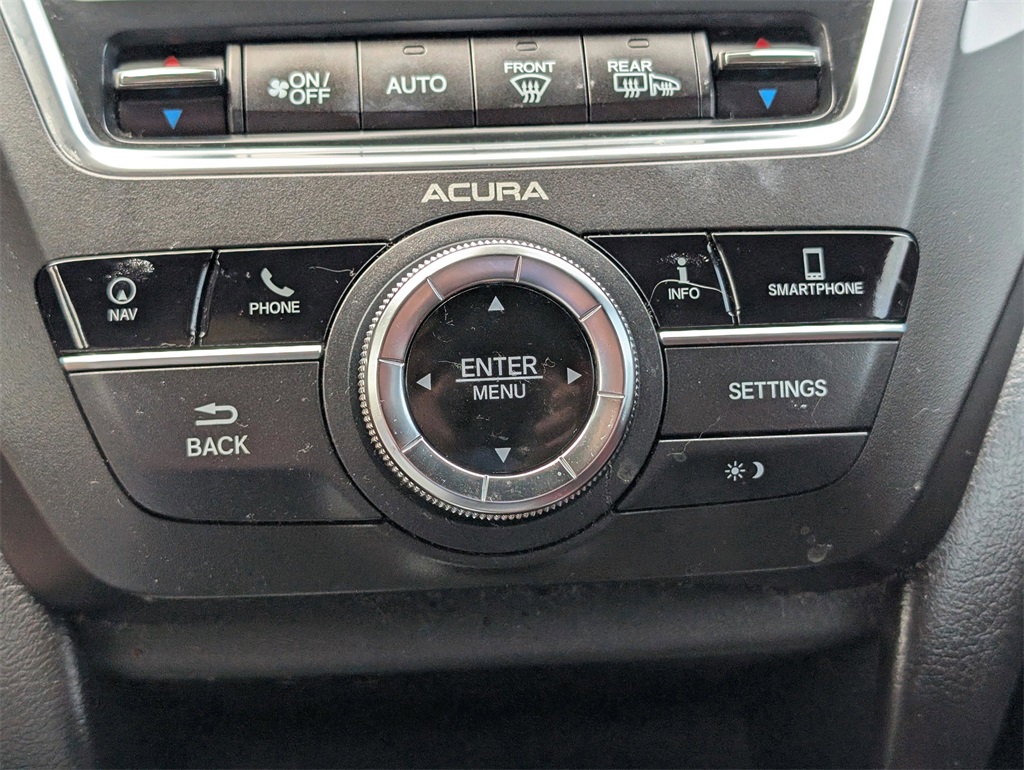 ON/
OFF
AUTO
FRONT
REAR
ACURA
NAV
PHONE
INFO
SMARTPHONE
ENTER
MENU
SETTINGS
BACK